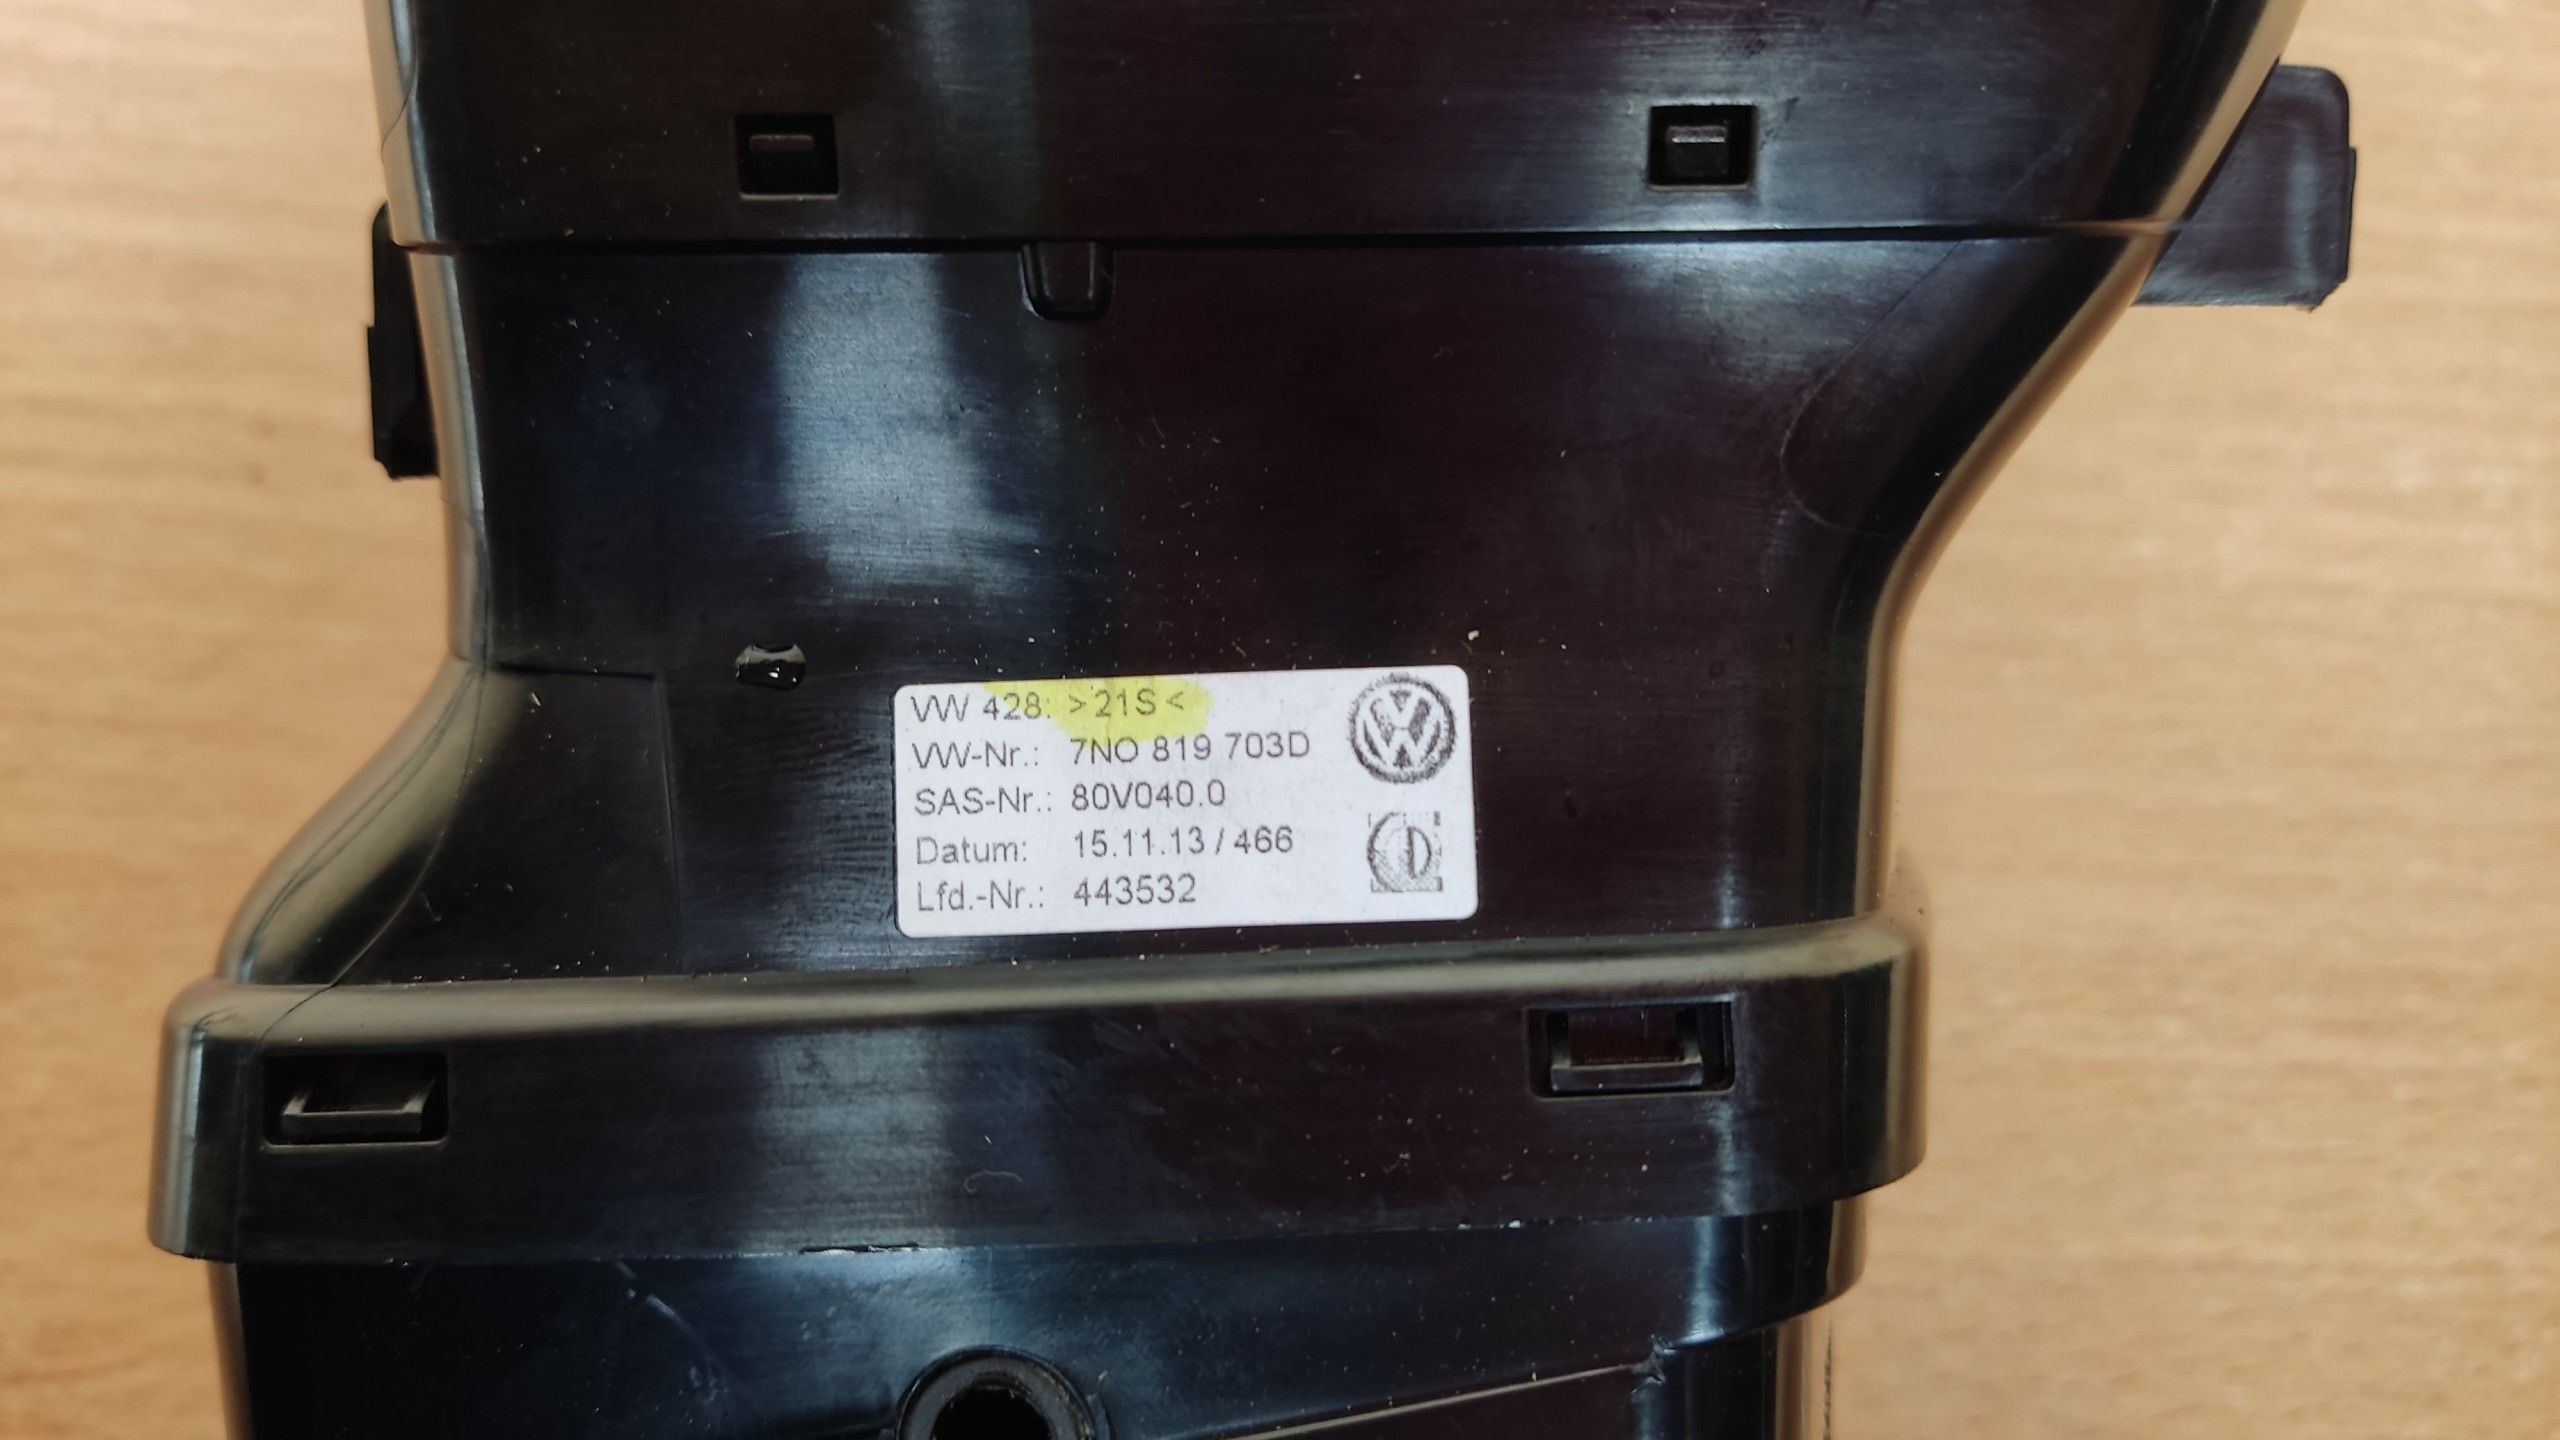 VW 428: >21S<
VW-Nr.: 7NO 819 703D
SAS-Nr.: 80V040.0
Datum: 15.11.13 / 466
Lfd.-Nr.: 443532